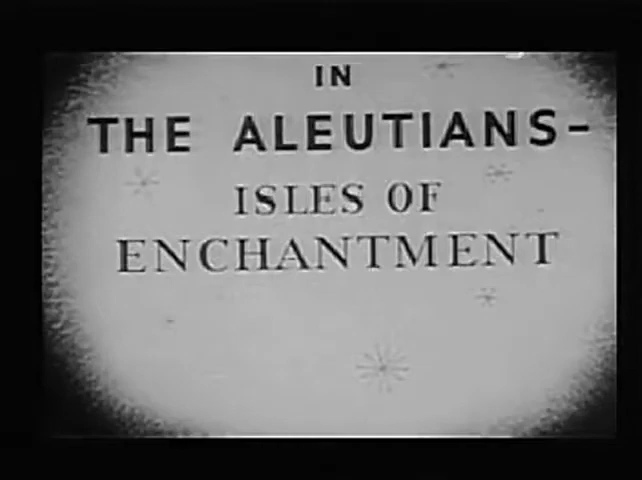 IN
THE ALEUTIANS-
ISLES OF
ENCHANTMENT